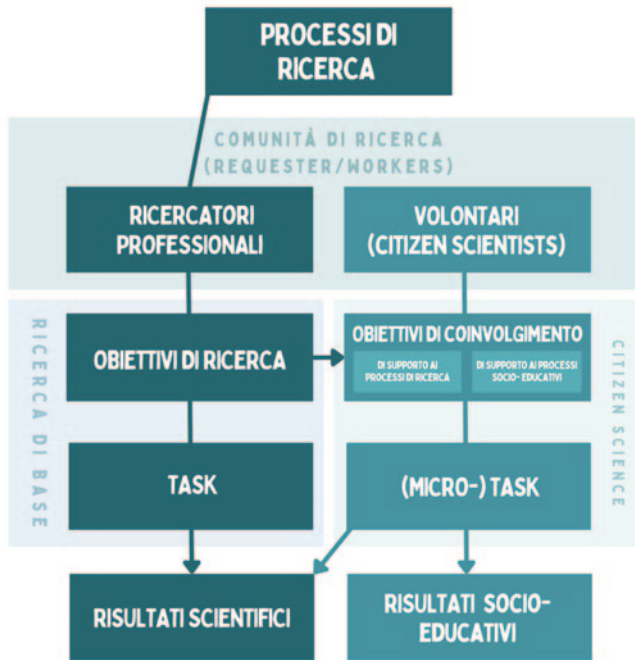 PROCESSI DI
RICERCA
COMUNITÀ DI RICERCA
(REQUESTER/WORKERS)
RICERCATORI
PROFESSIONALI
VOLONTARI
(CITIZEN SCIENTISTS)
RICERCA DI BASE
OBIETTIVI DI RICERCA
OBIETTIVI DI COINVOLGIMENTO
DI SUPPORTO AI
PROCESSI DI RICERCA
DI SUPPORTO AI PROCESSI
SOCIO- EDUCATIVI
CITIZEN SCIENCE
TASK
(MICRO-) TASK
RISULTATI SCIENTIFICI
RISULTATI SOCIO-
EDUCATIVI